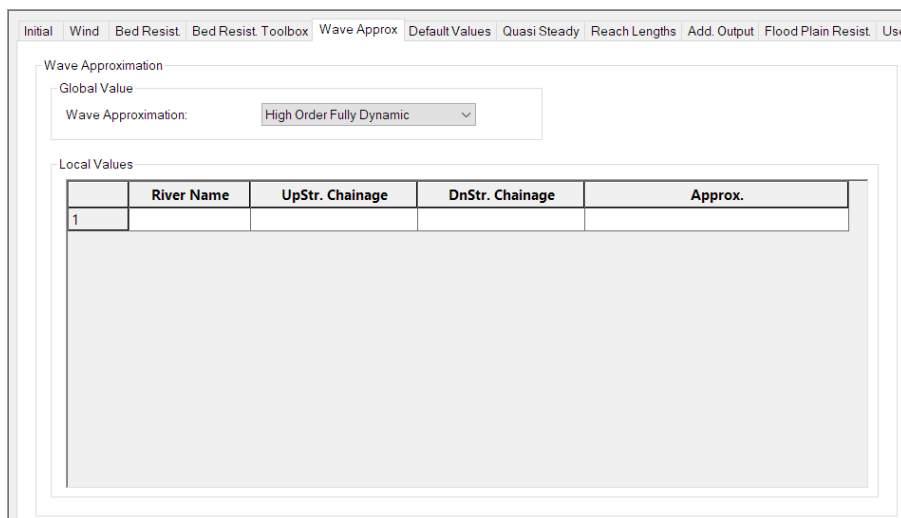 Initial Wind Bed Resist. Bed Resist. Toolbox Wave Approx Default Values Quasi Steady Reach Lengths Add. Output Flood Plain Resist. Use
Wave Approximation
Global Value
Wave Approximation: High Order Fully Dynamic
Local Values
River Name UpStr. Chainage DnStr. Chainage Approx.
1